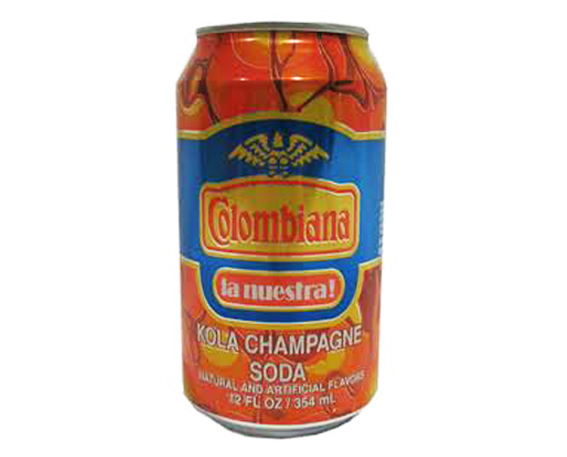 Colombiana
la nuestra!
KOLA CHAMPAGNE
SODA
NATURAL AND ARTIFICIAL FLAVORS
12 FL OZ / 354 mL